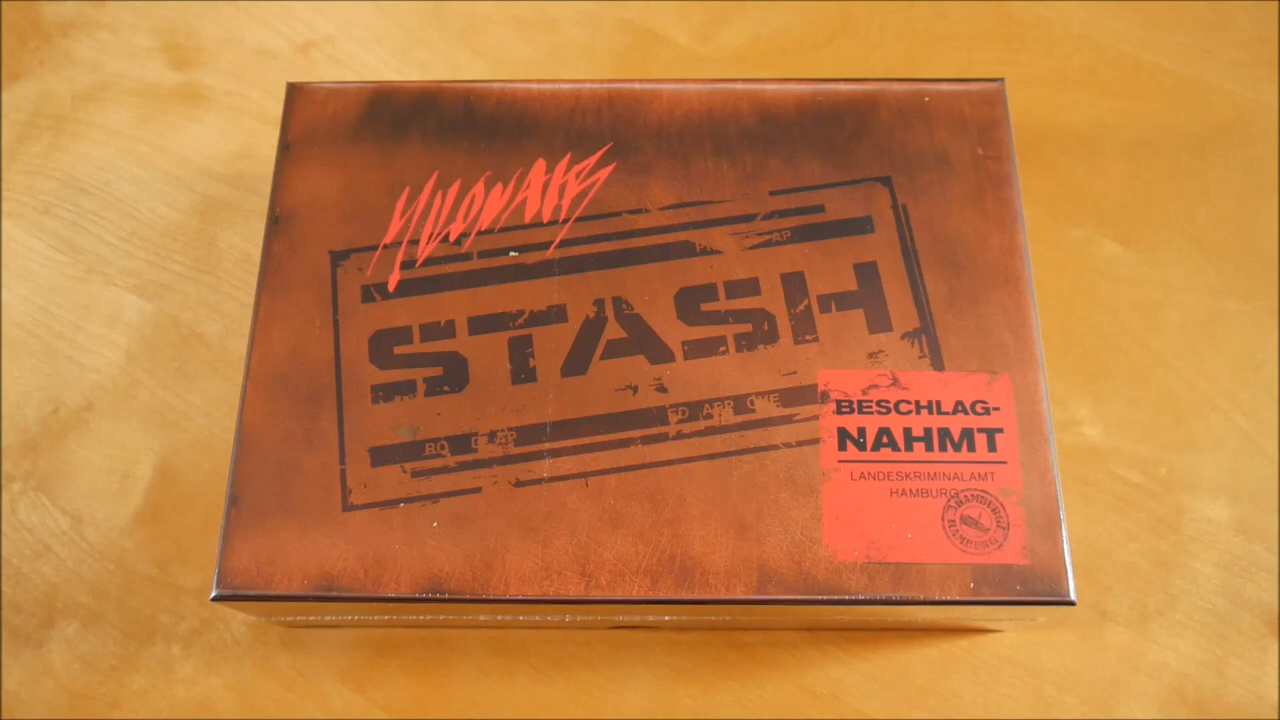 MILONAIR
STASH
BESCHLAG-
NAHMT
LANDESKRIMINALAMT
HAMBURG